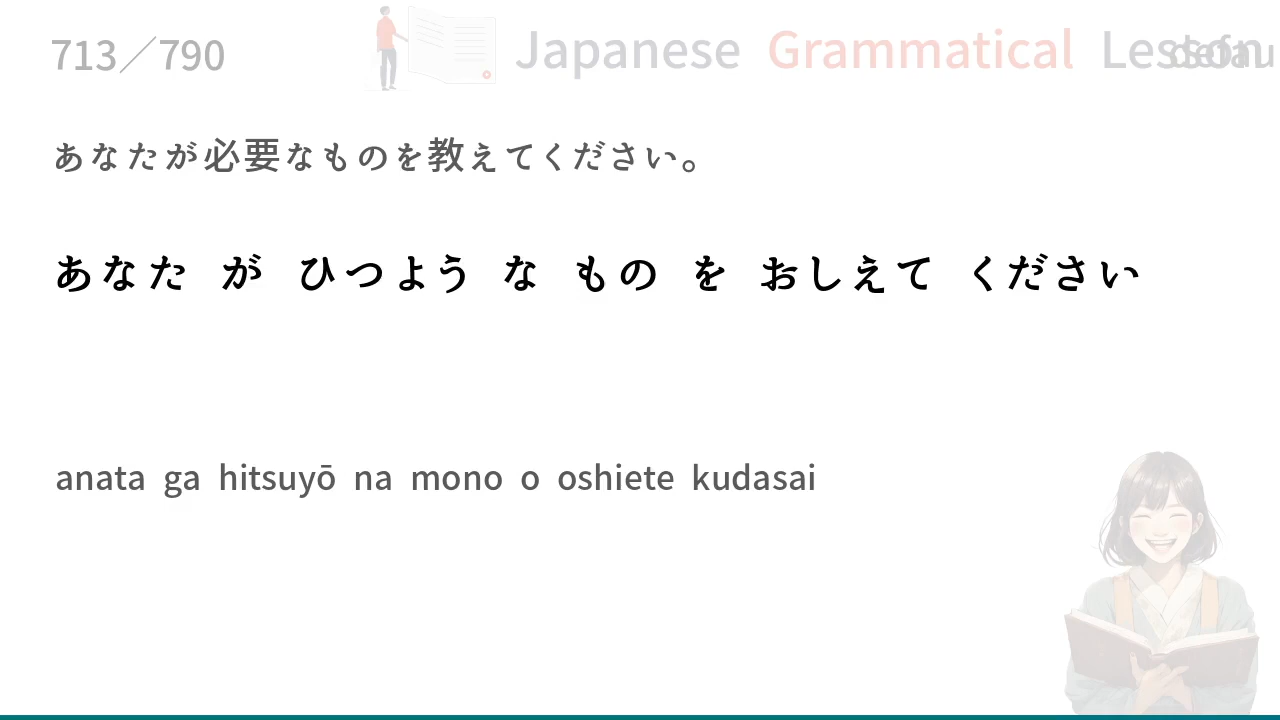 713／790
Japanese Grammatical Lesson
defau
あなたが必要なものを教えてください。
あなた が ひつよう な もの を おしえて ください
anata ga hitsuyō na mono o oshiete kudasai